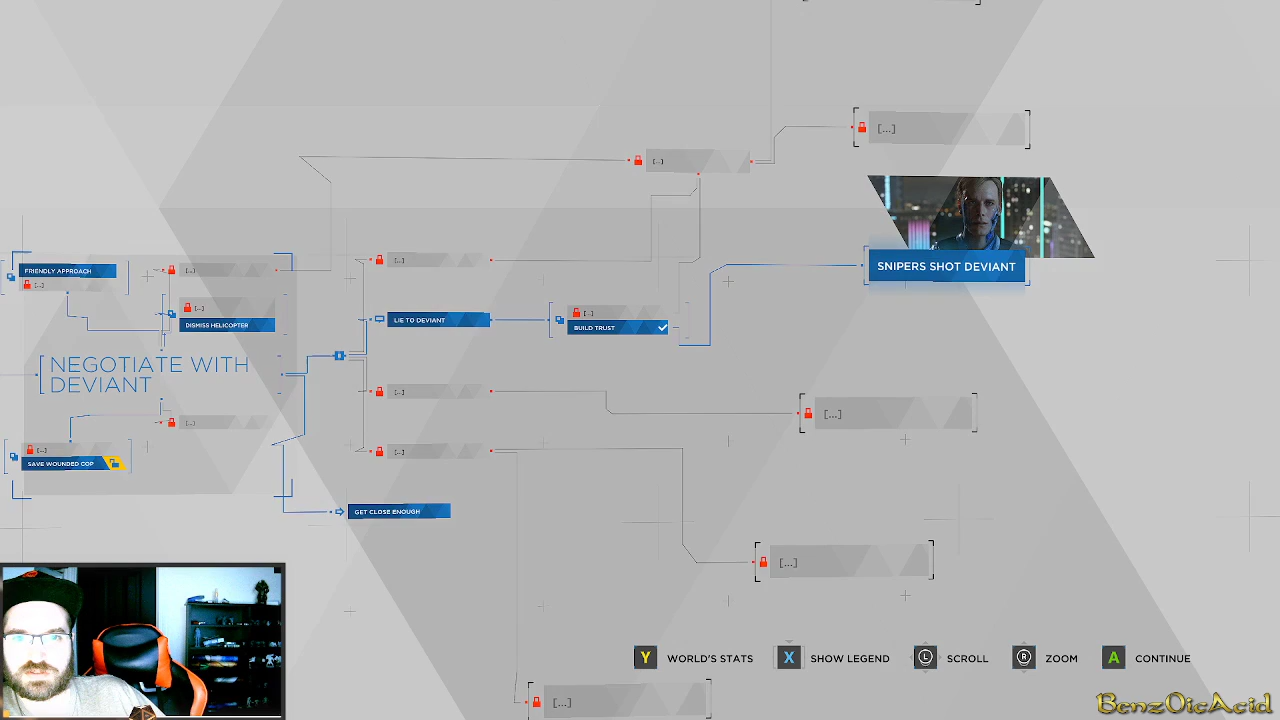 [...]
[...]
SNIPERS SHOT DEVIANT
FRIENDLY APPROACH
[...]
[...]
[...]
DISMISS HELICOPTER
NEGOTIATE WITH
DEVIANT
[...]
[...]
SAVE WOUNDED COP
[...]
LIE TO DEVIANT
[...]
BUILD TRUST
[...]
[...]
[...]
GET CLOSE ENOUGH
[...]
[...]
Y WORLD'S STATS X SHOW LEGEND L SCROLL R ZOOM A CONTINUE
BenzOicAcid